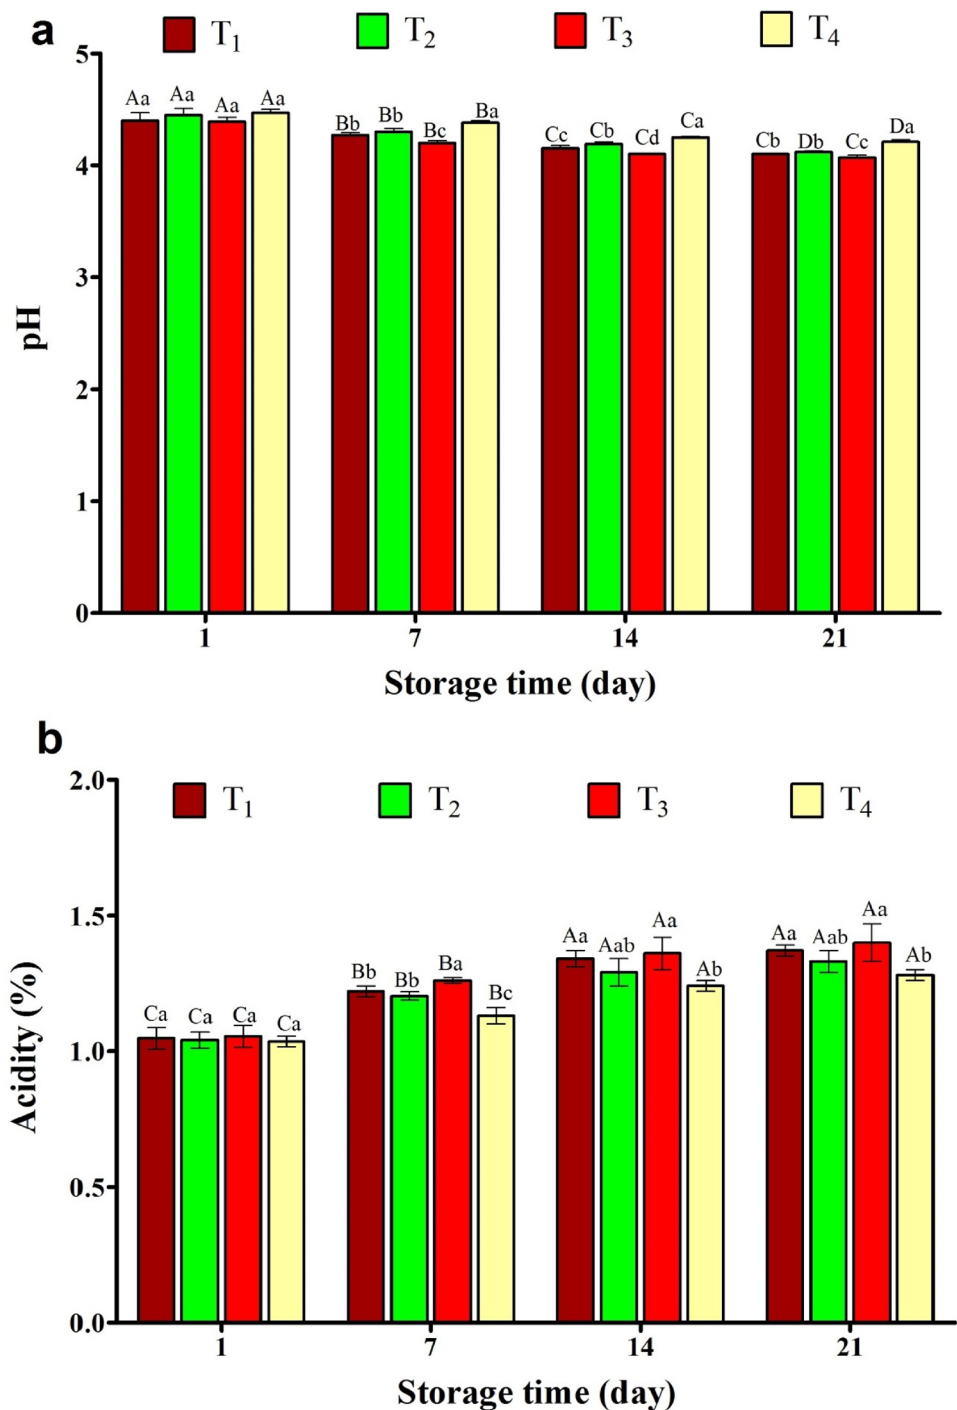 a
T1 T2 T3 T4
5
4
3
2
1
0
pH
Aa Aa Aa Aa
Bb Bb Bc Ba
Cc Cb Cd Ca
Cb Db Cc Da
1 7 14 21
Storage time (day)
b
T1 T2 T3 T4
2.0
1.5
1.0
0.5
0.0
Acidity (%)
Ca Ca Ca Ca
Bb Bb Ba Bc
Aa Aab Aa Ab
Aa Aab Aa Ab
1 7 14 21
Storage time (day)